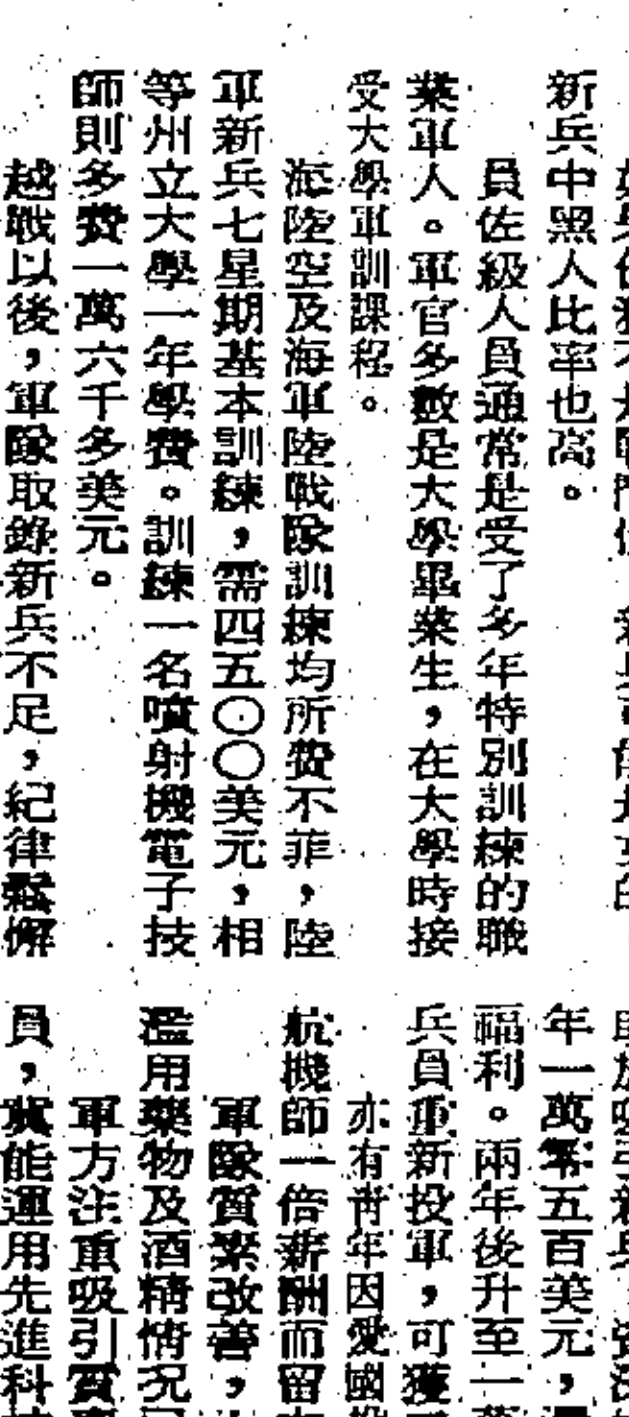 新兵中黑人比率也高。
員佐級人員通常是受了多年特別訓練的職
業軍人。軍官多數是大學畢業生，在大學時接
受大學軍訓課程。
海陸空及海軍陸戰隊訓練均所費不菲，陸
軍新兵七星期基本訓練，需四五〇〇美元，相
等州立大學一年學費。訓練一名噴射機電子技
師則多費一萬六千多美元。
越戰以後，軍隊取錄新兵不足，紀律鬆懈
年一萬零五百美元，
福利。兩年後升至一
兵員重新投軍，可獲
亦有青年因愛國
航機師一倍薪酬而留
軍隊質素改善，
濫用藥物及酒精情況
軍方注重吸引質
員，冀能運用先進科